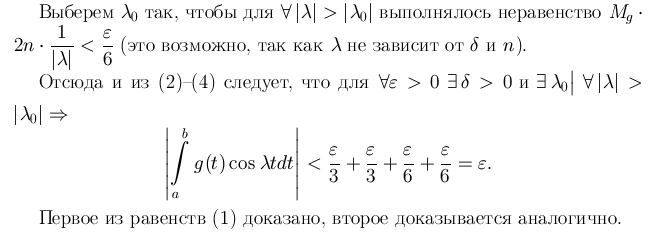 Выберем λ₀ так, чтобы для ∀ |λ| > |λ₀| выполнялось неравенство M_g ·
2n · 1/|λ| < ε/6 (это возможно, так как λ не зависит от δ и n).
Отсюда и из (2)–(4) следует, что для ∀ε > 0 ∃ δ > 0 и ∃ λ₀| ∀ |λ| >
|λ₀| ⇒
|∫_a^b g(t) cos λtdt| < ε/3 + ε/3 + ε/6 + ε/6 = ε.
Первое из равенств (1) доказано, второе доказывается аналогично.